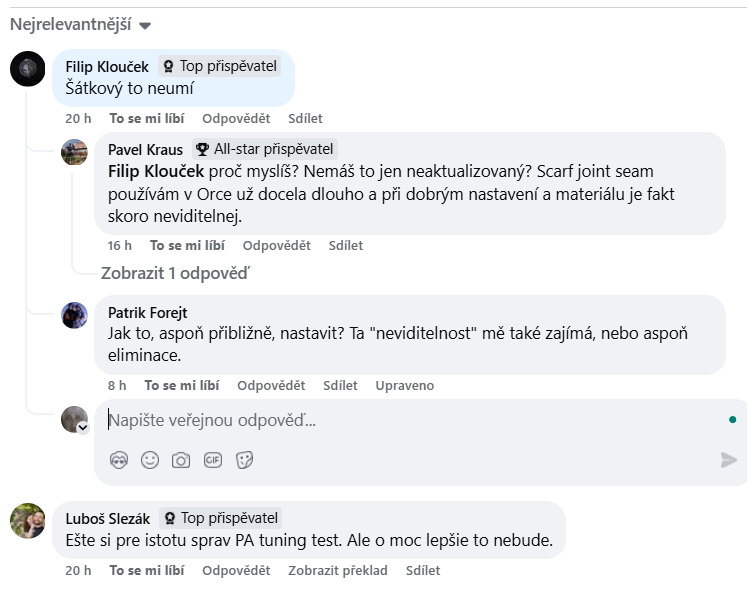 Nejrelevantnější
Filip Klouček Top přispěvatel
Šátkový to neumí
20 h To se mi líbí Odpovědět Sdílet
Pavel Kraus All-star přispěvatel
Filip Klouček proč myslíš? Nemáš to jen neaktualizovaný? Scarf joint seam
používám v Orce už docela dlouho a při dobrým nastavení a materiálu je fakt
skoro neviditelnej.
16 h To se mi líbí Odpovědět Sdílet
Zobrazit 1 odpověď
Patrik Forejt
Jak to, aspoň přibližně, nastavit? Ta "neviditelnost" mě také zajímá, nebo aspoň
eliminace.
8 h To se mi líbí Odpovědět Sdílet Upraveno
Napište veřejnou odpověď...
GIF
Luboš Slezák Top přispěvatel
Ešte si pre istotu sprav PA tuning test. Ale o moc lepšie to nebude.
20 h To se mi líbí Odpovědět Zobrazit překlad Sdílet